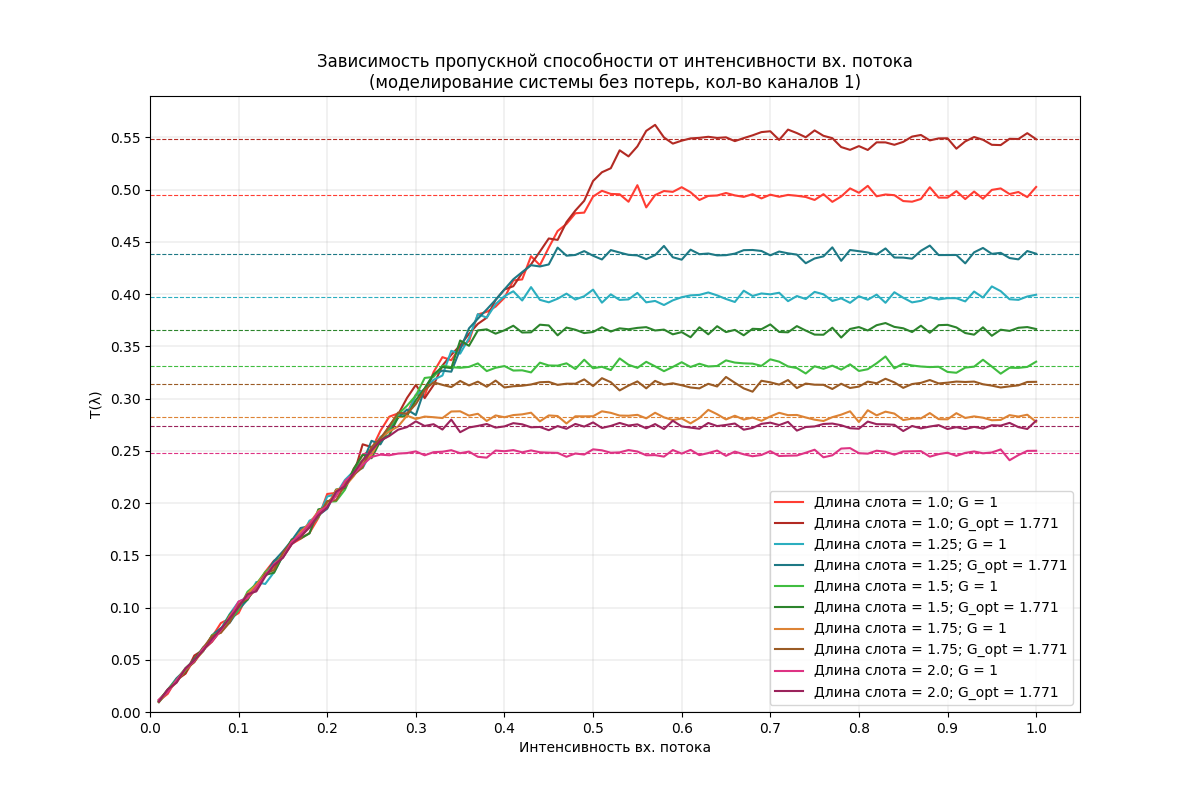 Зависимость пропускной способности от интенсивности вх. потока
(моделирование системы без потерь, кол-во каналов 1)
T(λ)
0.55
0.50
0.45
0.40
0.35
0.30
0.25
0.20
0.15
0.10
0.05
0.00
Длина слота = 1.0; G = 1
Длина слота = 1.0; G_opt = 1.771
Длина слота = 1.25; G = 1
Длина слота = 1.25; G_opt = 1.771
Длина слота = 1.5; G = 1
Длина слота = 1.5; G_opt = 1.771
Длина слота = 1.75; G = 1
Длина слота = 1.75; G_opt = 1.771
Длина слота = 2.0; G = 1
Длина слота = 2.0; G_opt = 1.771
0.0 0.1 0.2 0.3 0.4 0.5 0.6 0.7 0.8 0.9 1.0
Интенсивность вх. потока